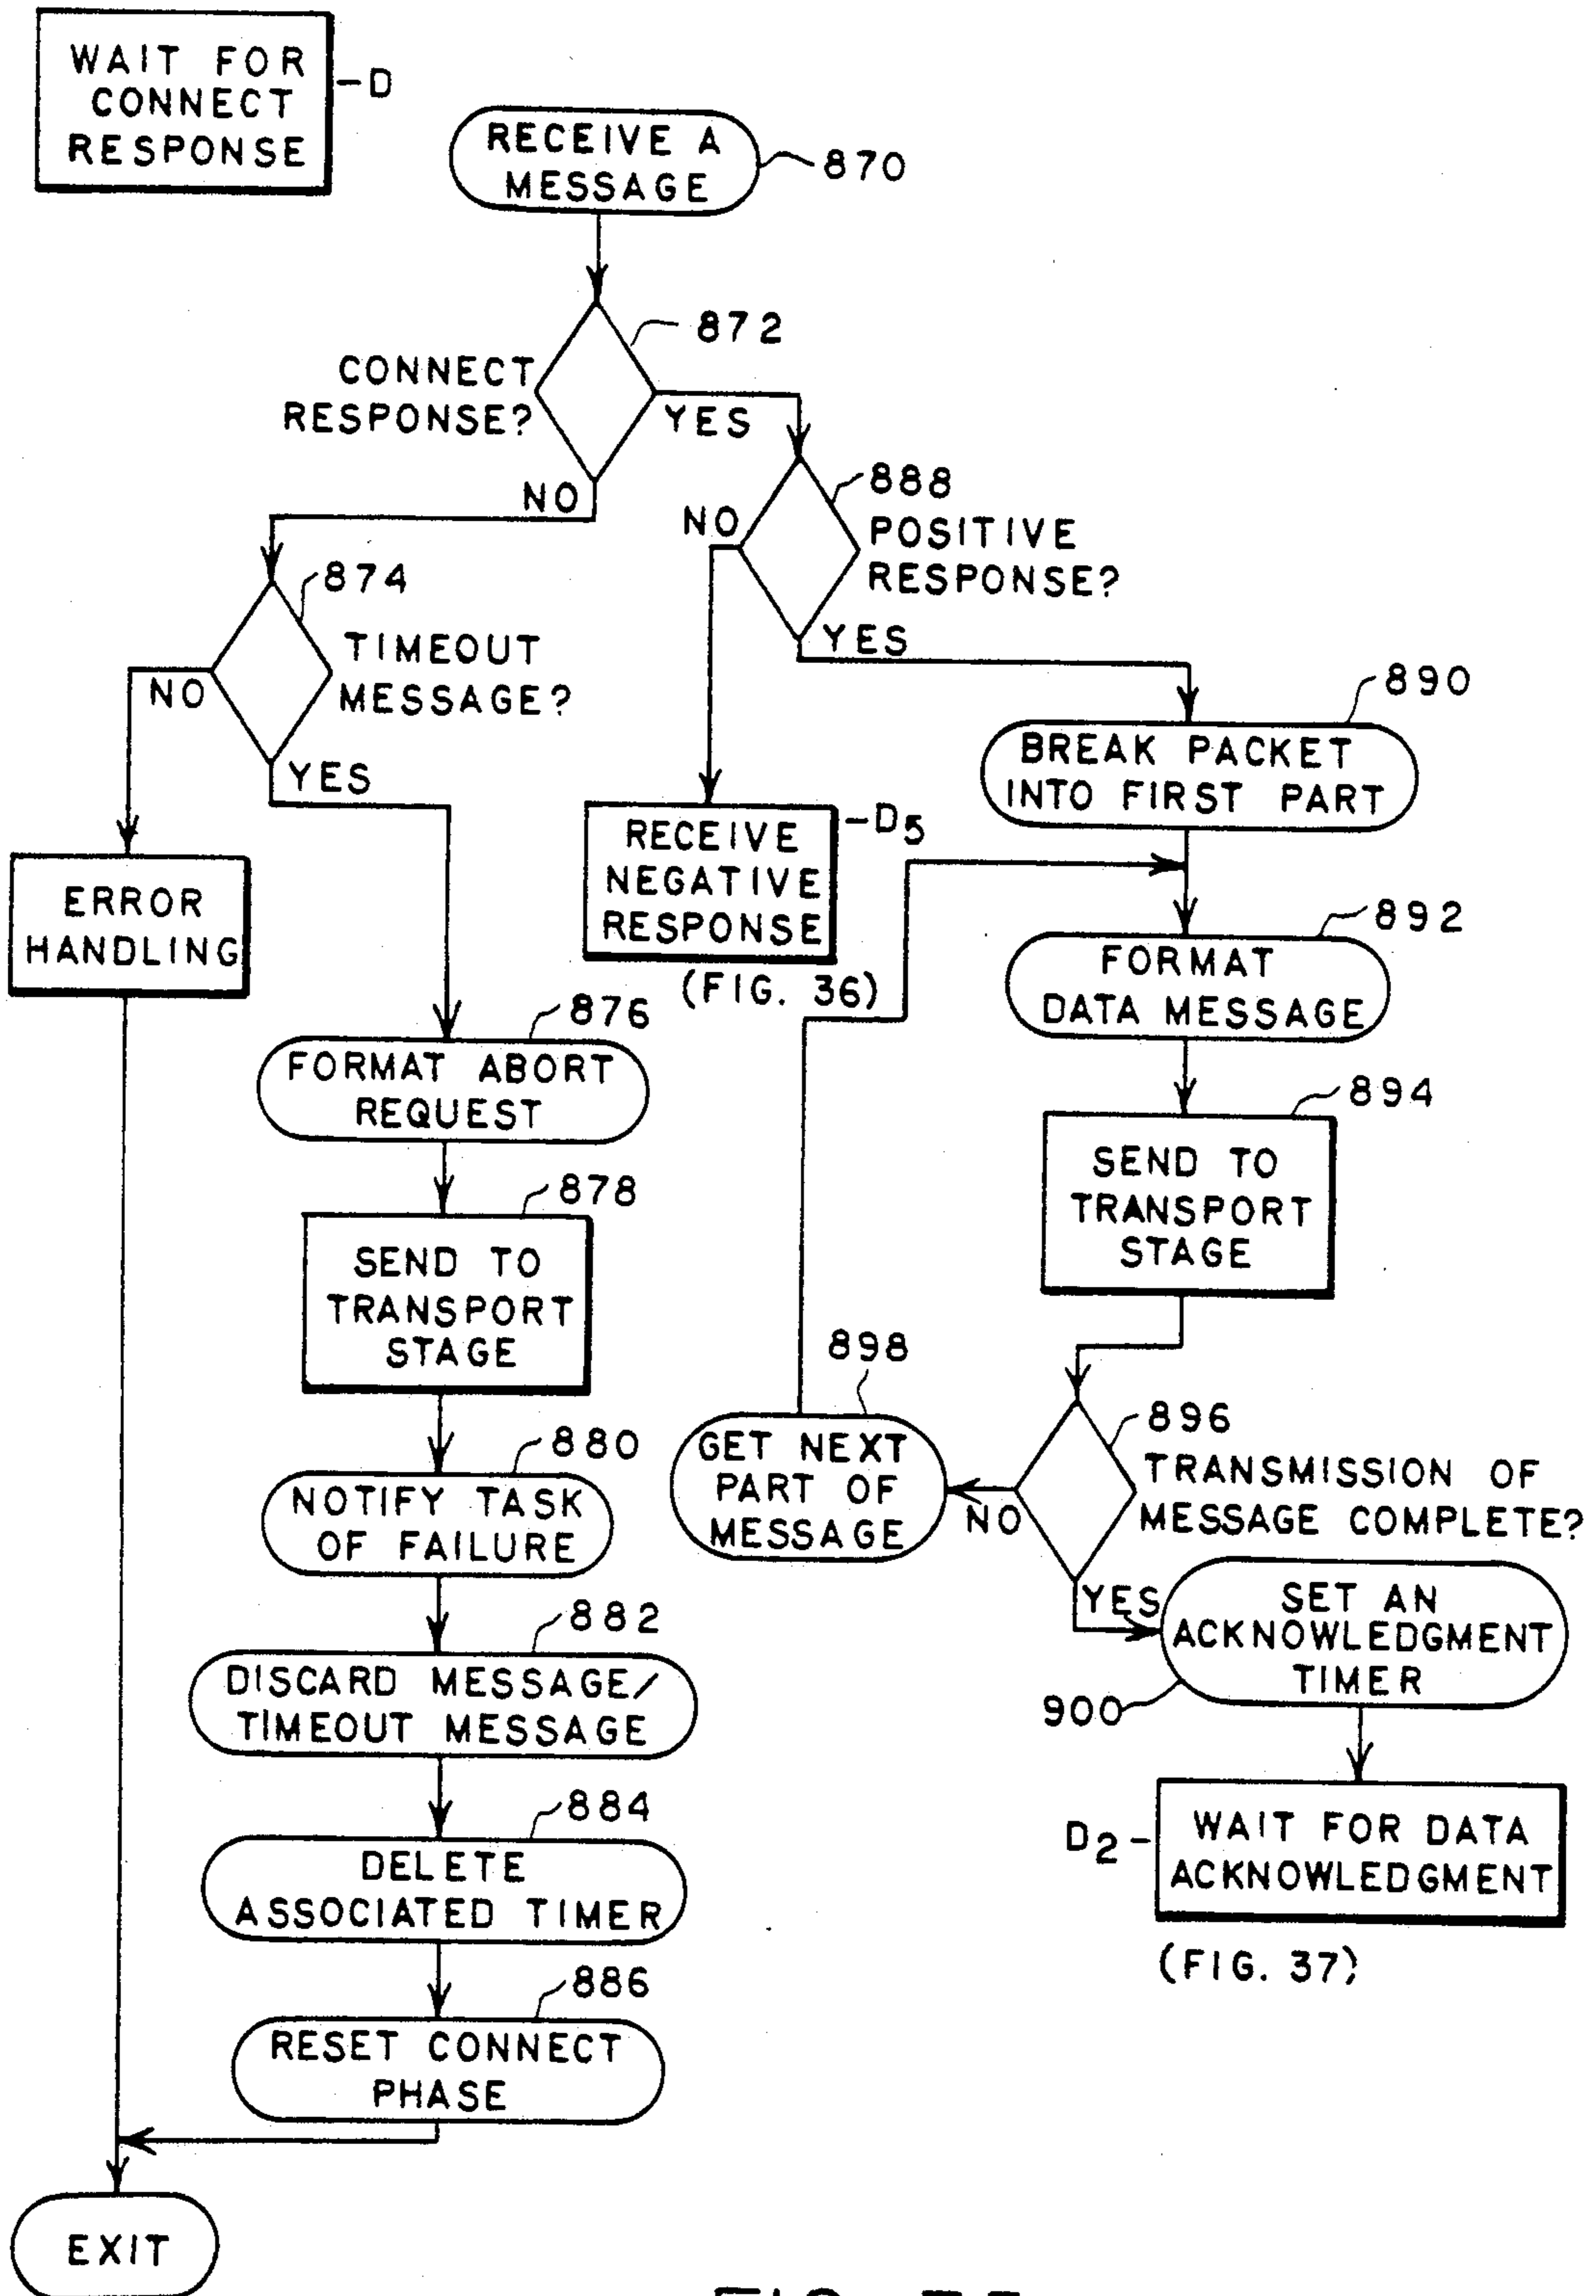 WAIT FOR
CONNECT
RESPONSE
-D
RECEIVE A
MESSAGE
870
872
CONNECT
RESPONSE?
YES
NO
888
NO
POSITIVE
RESPONSE?
YES
874
TIMEOUT
MESSAGE?
NO
YES
890
BREAK PACKET
INTO FIRST PART
ERROR
HANDLING
RECEIVE
NEGATIVE
RESPONSE
-D5
(FIG. 36)
892
FORMAT
DATA MESSAGE
876
FORMAT ABORT
REQUEST
894
SEND TO
TRANSPORT
STAGE
878
SEND TO
TRANSPORT
STAGE
898
GET NEXT
PART OF
MESSAGE
896
TRANSMISSION OF
MESSAGE COMPLETE?
NO
YES
880
NOTIFY TASK
OF FAILURE
SET AN
ACKNOWLEDGMENT
TIMER
900
882
DISCARD MESSAGE/
TIMEOUT MESSAGE
884
DELETE
ASSOCIATED TIMER
D2-
WAIT FOR DATA
ACKNOWLEDGMENT
(FIG. 37)
886
RESET CONNECT
PHASE
EXIT